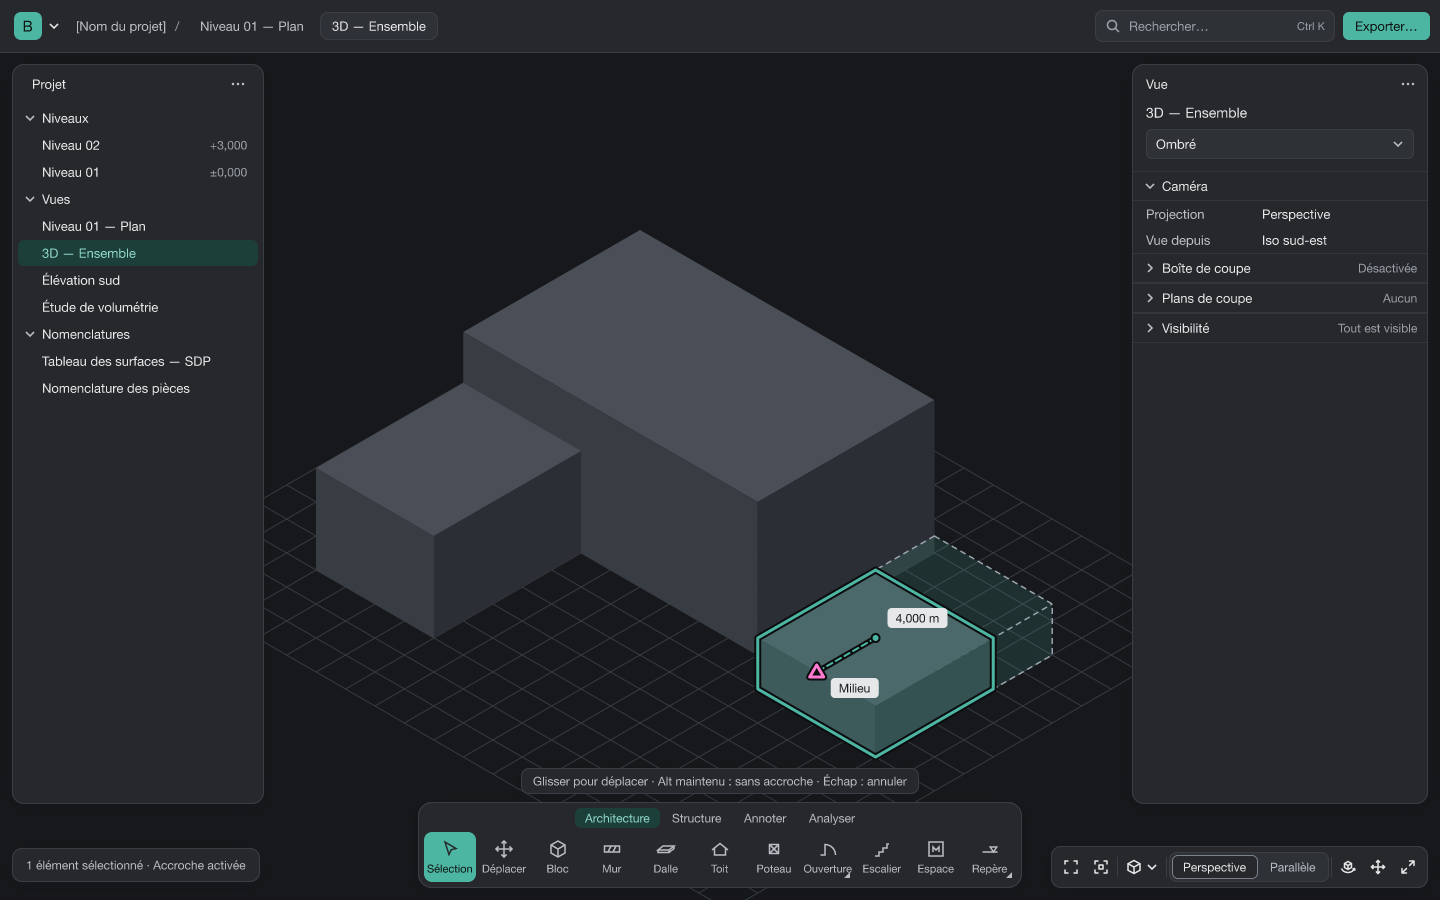 B
[Nom du projet] /
Niveau 01 — Plan
3D — Ensemble
Rechercher…
Ctrl K
Exporter…
Projet
Niveaux
Niveau 02 +3,000
Niveau 01 ±0,000
Vues
Niveau 01 — Plan
3D — Ensemble
Élévation sud
Étude de volumétrie
Nomenclatures
Tableau des surfaces — SDP
Nomenclature des pièces
Vue
3D — Ensemble
Ombré
Caméra
Projection Perspective
Vue depuis Iso sud-est
Boîte de coupe Désactivée
Plans de coupe Aucun
Visibilité Tout est visible
4,000 m
Milieu
Glisser pour déplacer · Alt maintenu : sans accroche · Échap : annuler
Architecture Structure Annoter Analyser
Sélection Déplacer Bloc Mur Dalle Toit Poteau Ouverture Escalier Espace Repère
1 élément sélectionné · Accroche activée
Perspective Parallèle